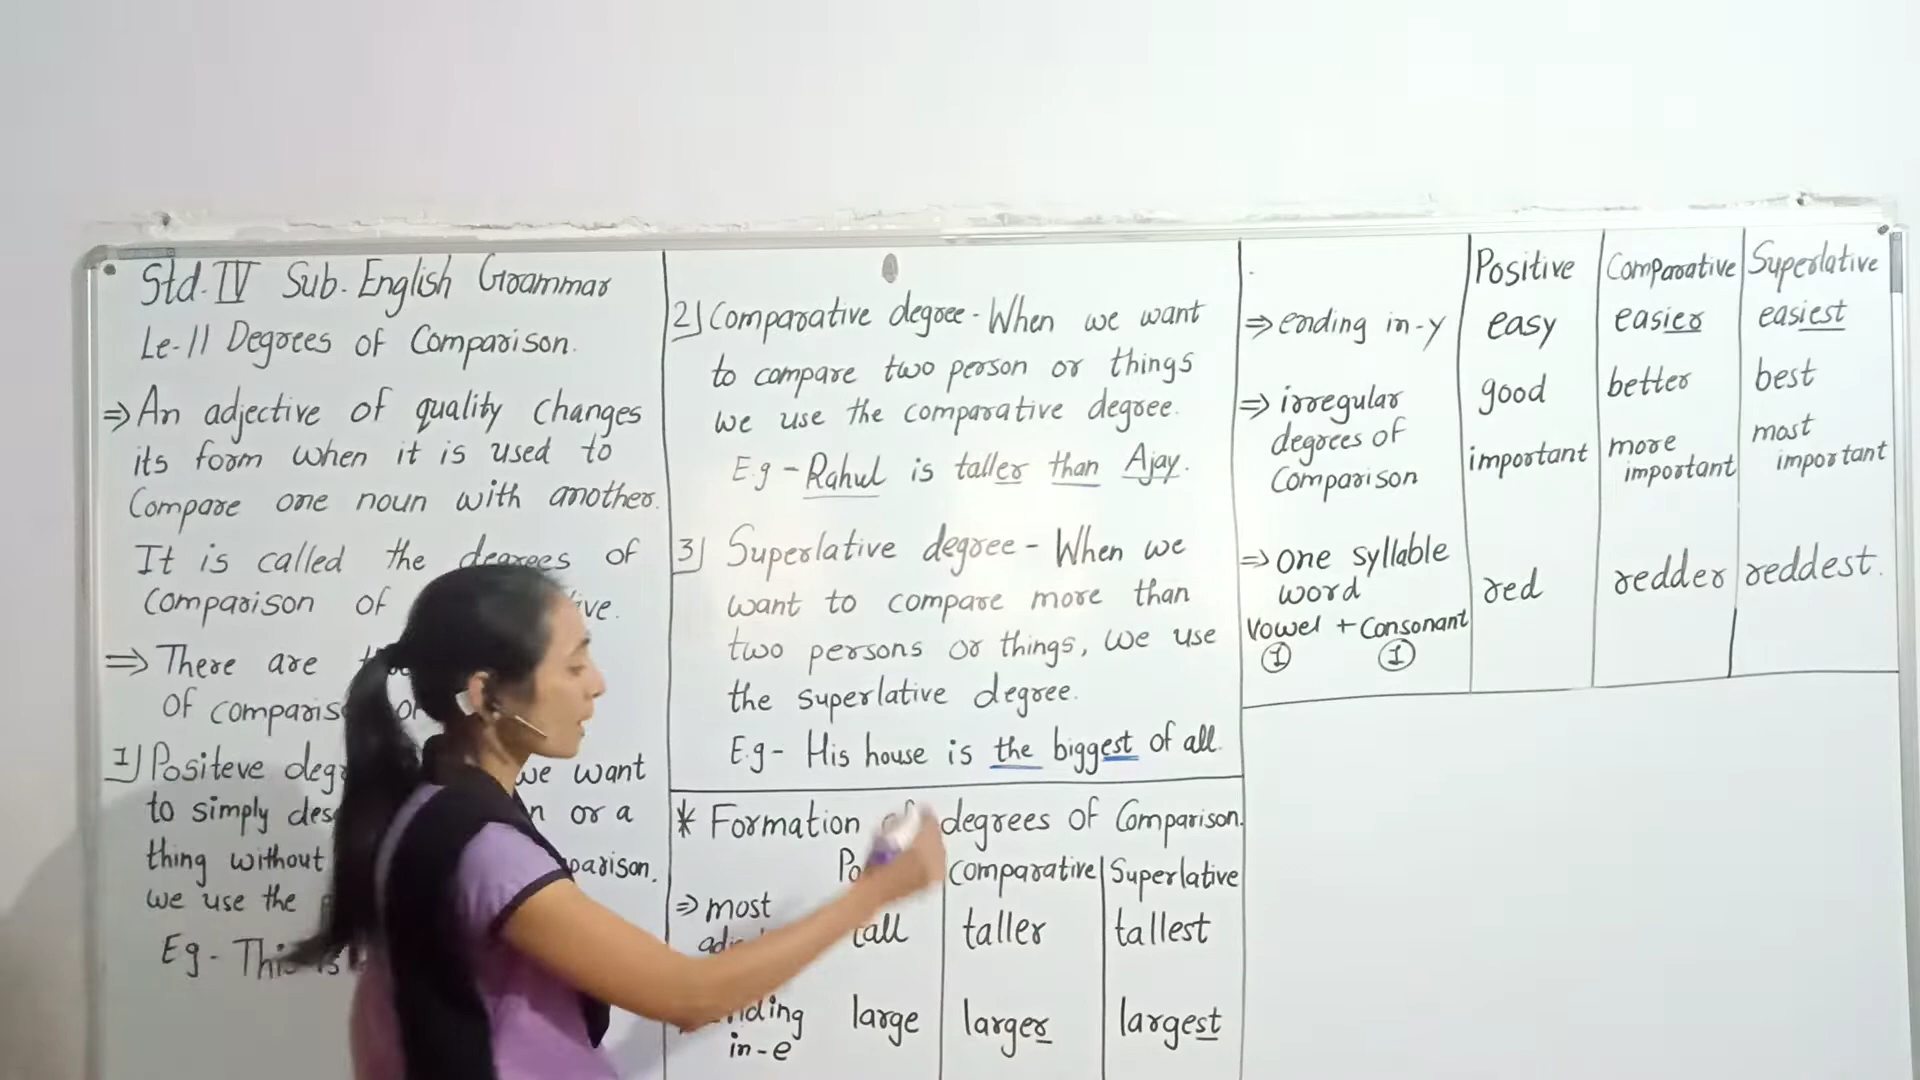 Std. IV Sub. English Grammar
Le-11 Degrees of Comparison.
⇒ An adjective of quality changes
its form when it is used to
Compare one noun with another.
It is called the degrees of
Comparison of
⇒ There are
of
1) Positeve we want
to simply or a
thing without
we use the
Eg - This is
2) Comparative degree - When we want
to compare two person or things
we use the comparative degree.
E.g - Rahul is taller than Ajay.
3) Superlative degree - When we
want to compare more than
two persons or things, we use
the superlative degree.
E.g - His house is the biggest of all.
* Formation of degrees of Comparison.
Comparative Superlative
⇒ most
tall taller tallest
large larger largest
in-e
Positive Comparative Superlative
⇒ ending in-y easy easier easiest
⇒ irregular good better best
degrees of
Comparison important more important most important
⇒ One syllable
word red redder reddest.
Vowel + Consonant
1 1